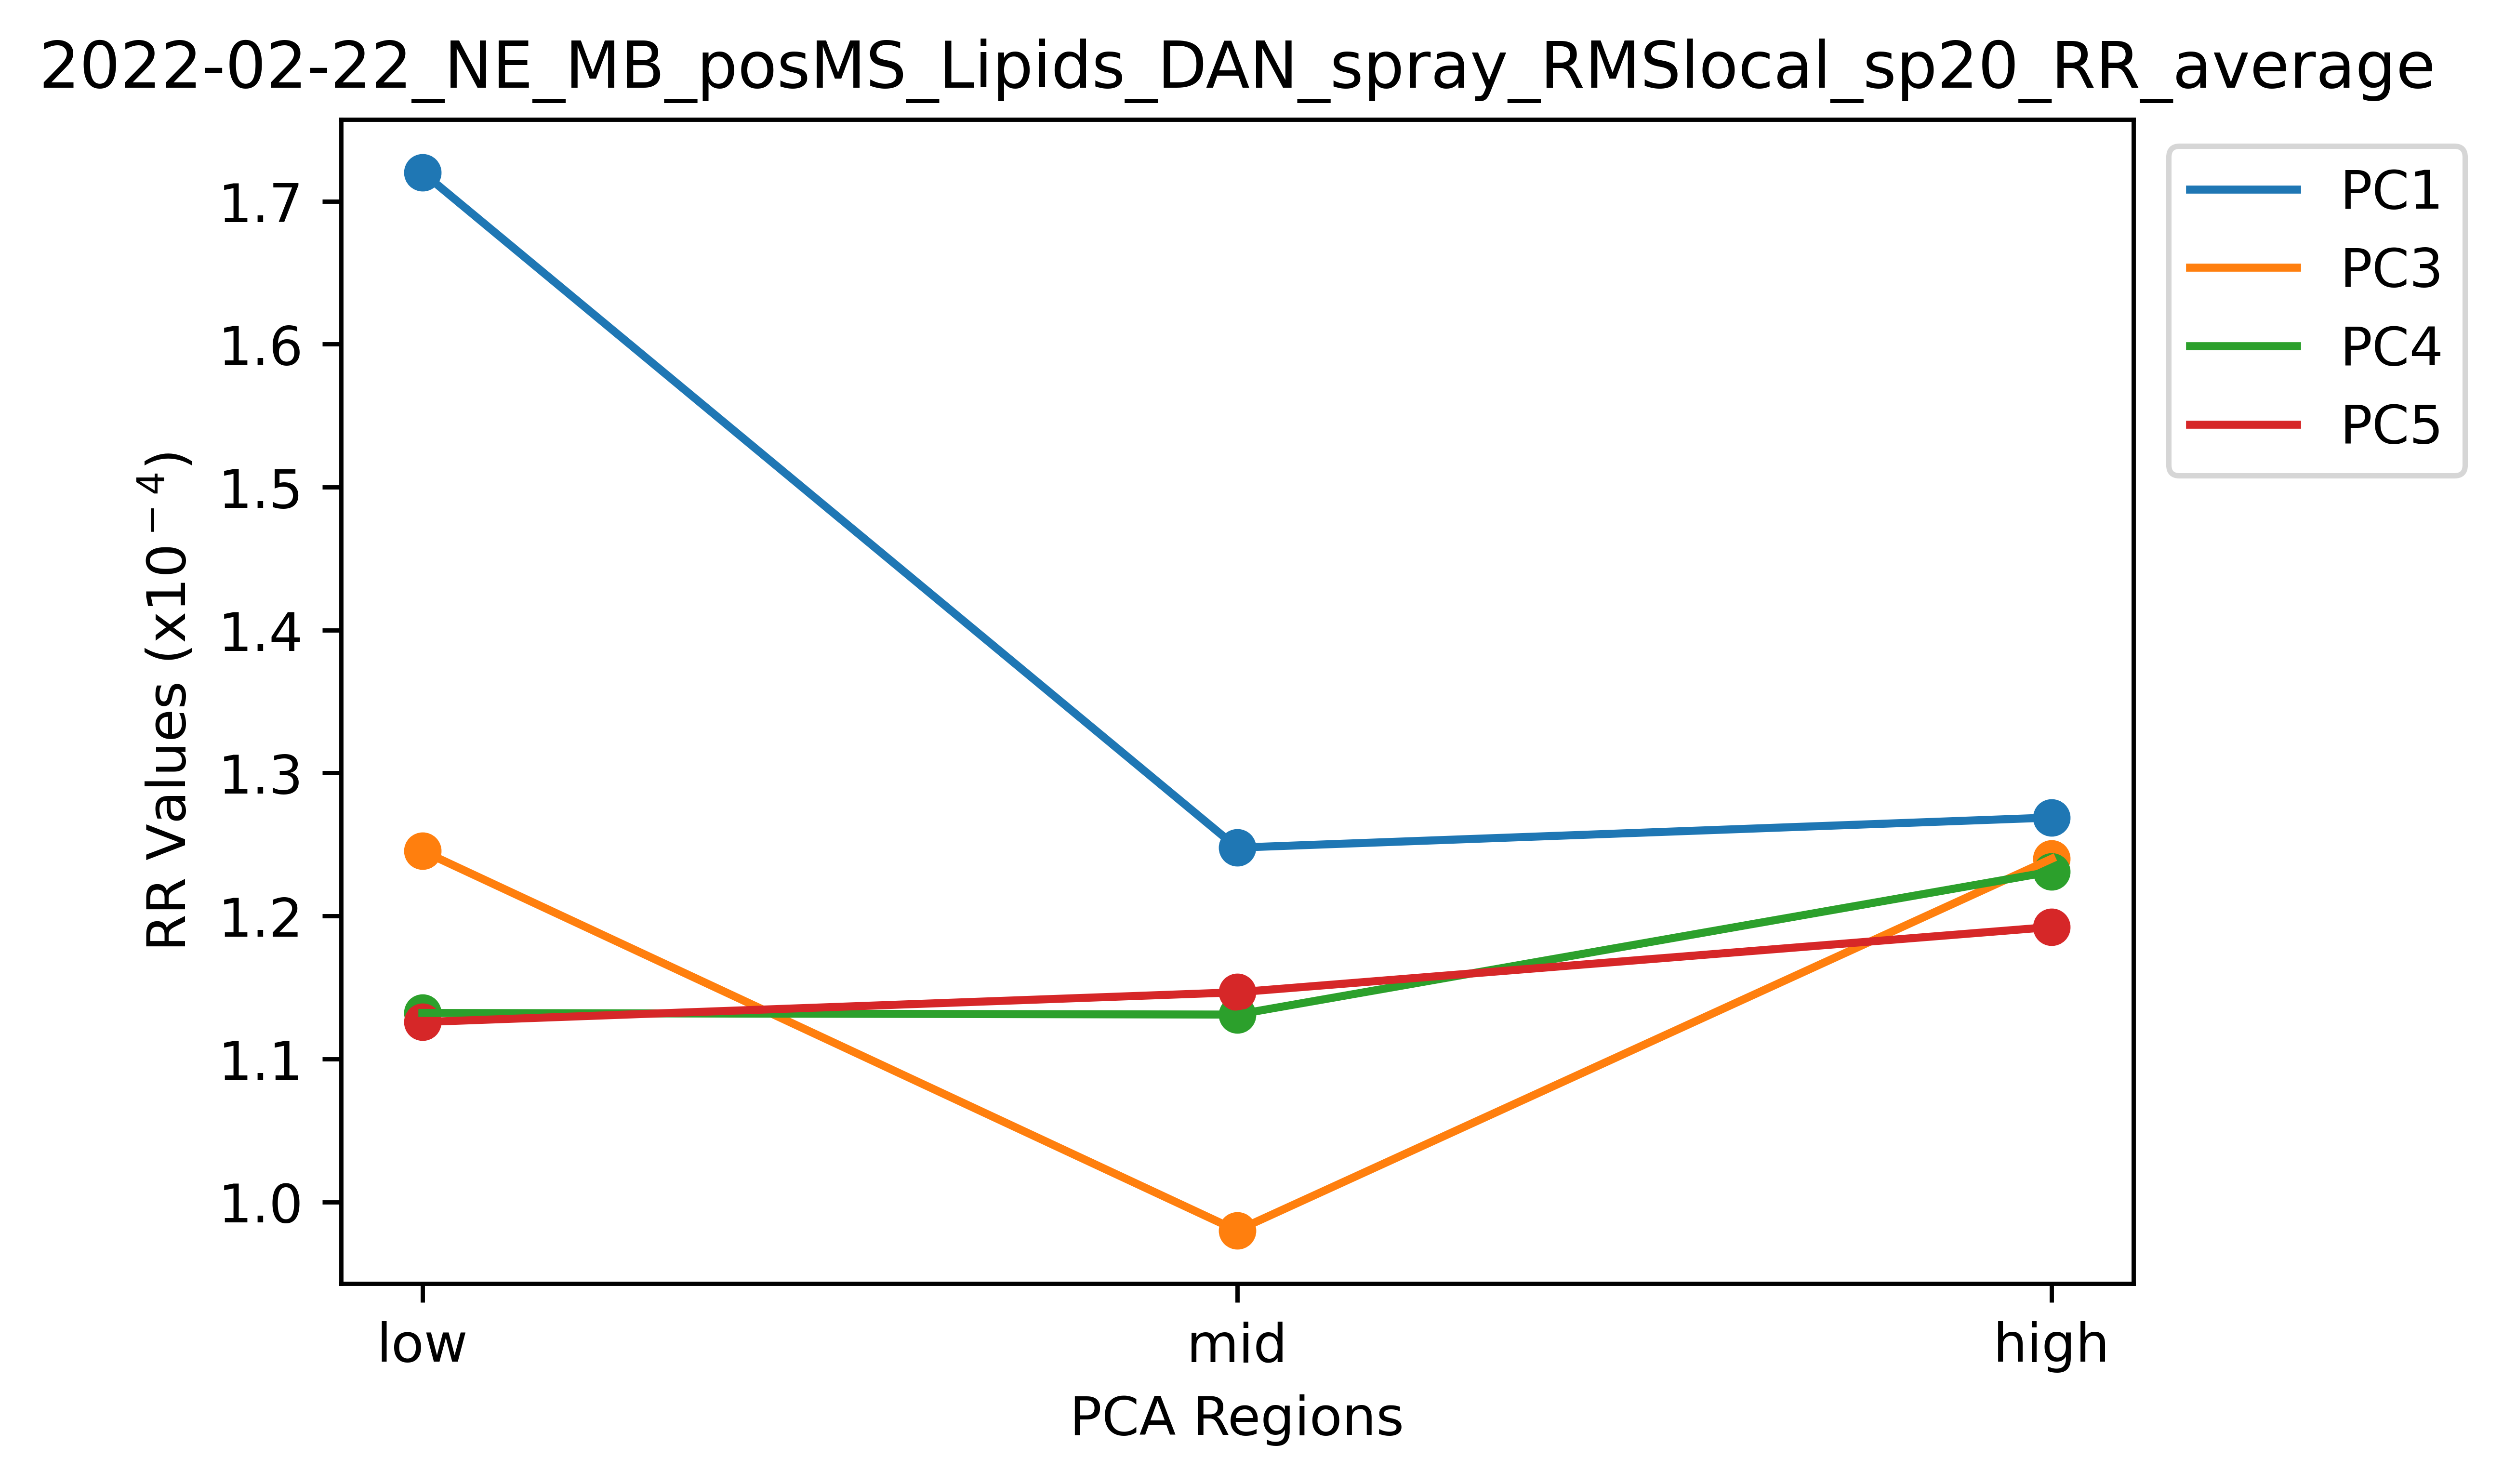 2022-02-22_NE_MB_posMS_Lipids_DAN_spray_RMSlocal_sp20_RR_average
RR Values (x10⁻⁴)
1.7
1.6
1.5
1.4
1.3
1.2
1.1
1.0
low
mid
high
PCA Regions
PC1
PC3
PC4
PC5